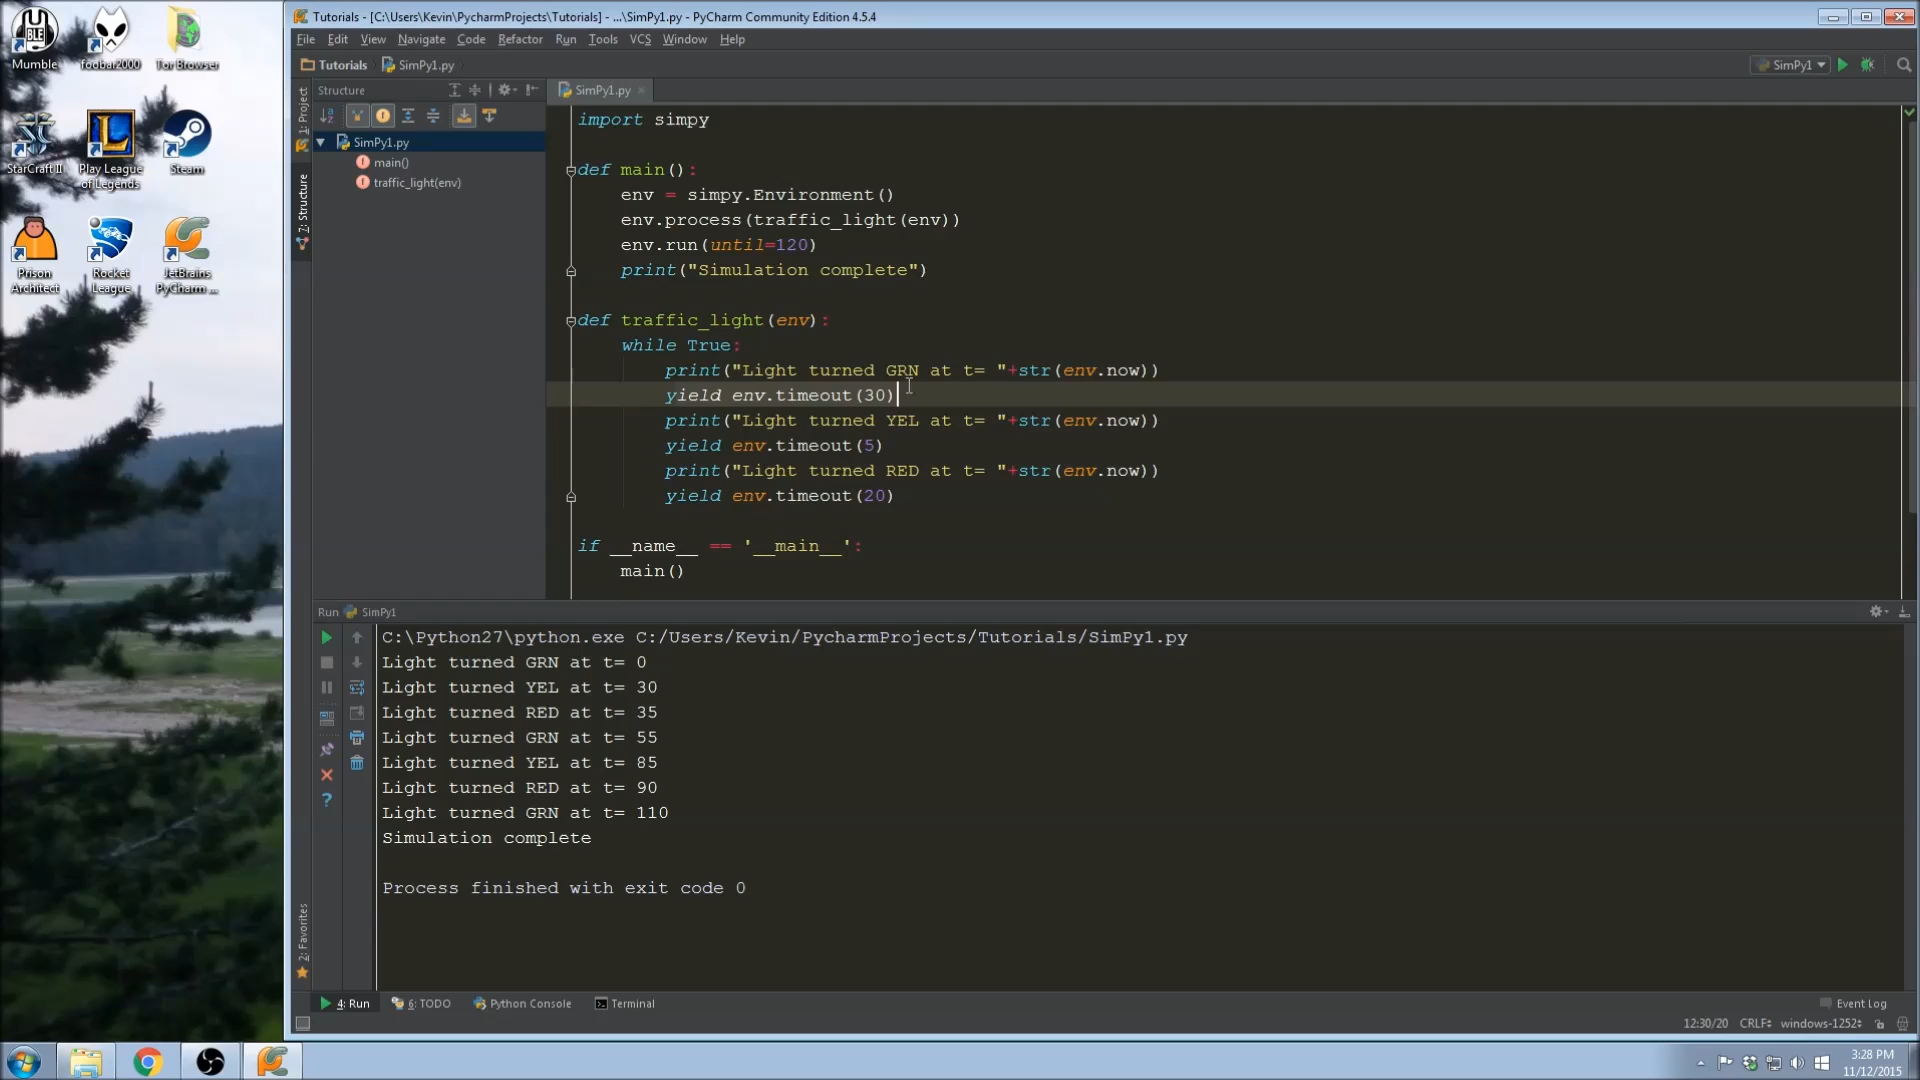 Mumble
foobar2000
Tor Browser
StarCraft II
Play League of Legends
Steam
Prison Architect
Rocket League
JetBrains PyCharm ...
Tutorials - [C:\Users\Kevin\PycharmProjects\Tutorials] - ...\SimPy1.py - PyCharm Community Edition 4.5.4
File Edit View Navigate Code Refactor Run Tools VCS Window Help
Tutorials SimPy1.py
SimPy1
1: Project
7: Structure
2: Favorites
Structure
SimPy1.py
main()
traffic_light(env)
SimPy1.py
import simpy
def main():
env = simpy.Environment()
env.process(traffic_light(env))
env.run(until=120)
print("Simulation complete")
def traffic_light(env):
while True:
print("Light turned GRN at t= "+str(env.now))
yield env.timeout(30)
print("Light turned YEL at t= "+str(env.now))
yield env.timeout(5)
print("Light turned RED at t= "+str(env.now))
yield env.timeout(20)
if __name__ == '__main__':
main()
Run SimPy1
C:\Python27\python.exe C:/Users/Kevin/PycharmProjects/Tutorials/SimPy1.py
Light turned GRN at t= 0
Light turned YEL at t= 30
Light turned RED at t= 35
Light turned GRN at t= 55
Light turned YEL at t= 85
Light turned RED at t= 90
Light turned GRN at t= 110
Simulation complete
Process finished with exit code 0
4: Run 6: TODO Python Console Terminal
Event Log
12:30/20 CRLF windows-1252
3:28 PM
11/12/2015